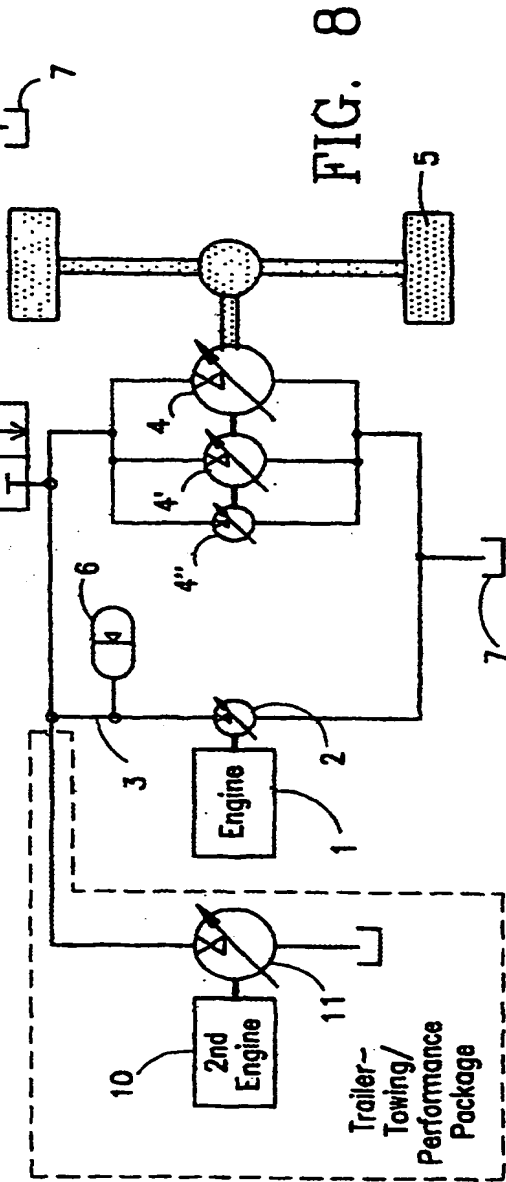 7
FIG. 8
5
4
4'
4"
6
3
2
Engine
1
7
10
2nd
Engine
11
Trailer-
Towing/
Performance
Package